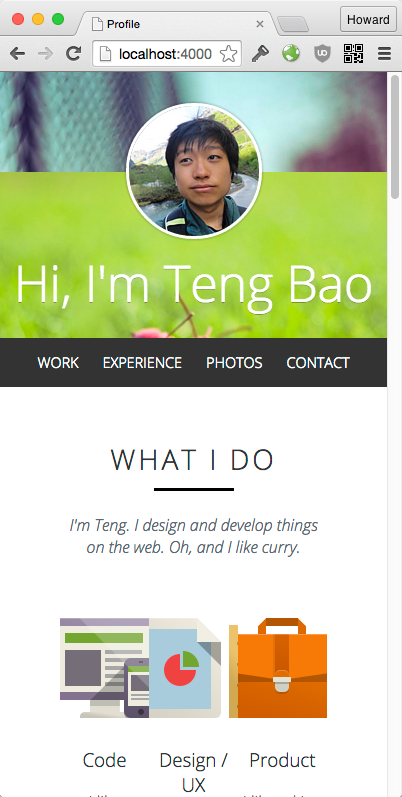 Profile
Howard
localhost:4000
UD
Hi, I'm Teng Bao
WORK EXPERIENCE PHOTOS CONTACT
WHAT I DO
I'm Teng. I design and develop things
on the web. Oh, and I like curry.
Code Design / Product
UX